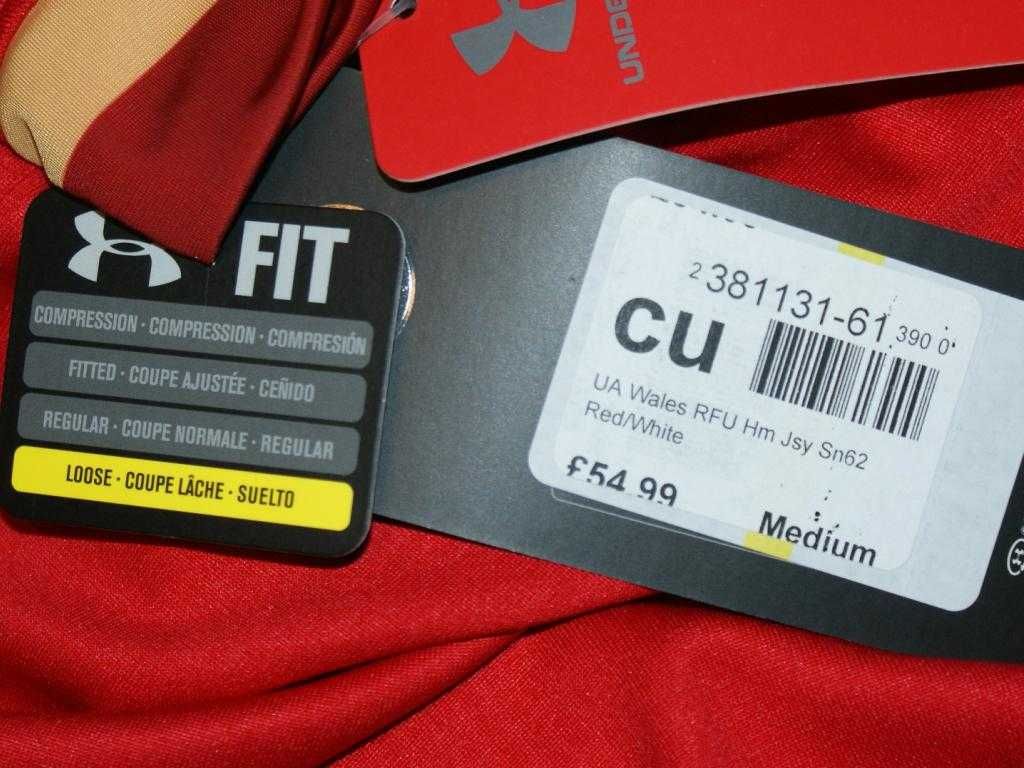 FIT
COMPRESSION · COMPRESSION · COMPRESIÓN
FITTED · COUPE AJUSTÉE · CEÑIDO
REGULAR · COUPE NORMALE · REGULAR
LOOSE · COUPE LÂCHE · SUELTO
2 381131-61 390 0
cu
UA Wales RFU Hm Jsy Sn62
Red/White
£54.99
Medium